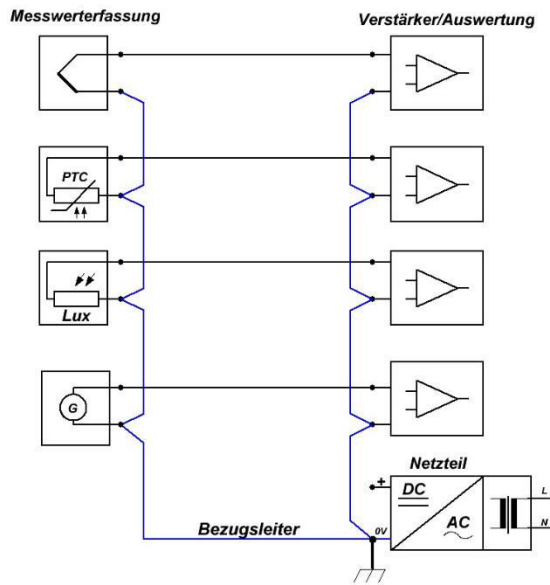 Messwerterfassung
Verstärker/Auswertung
PTC
Lux
G
Netzteil
+
DC
L
AC
N
Bezugsleiter
0V